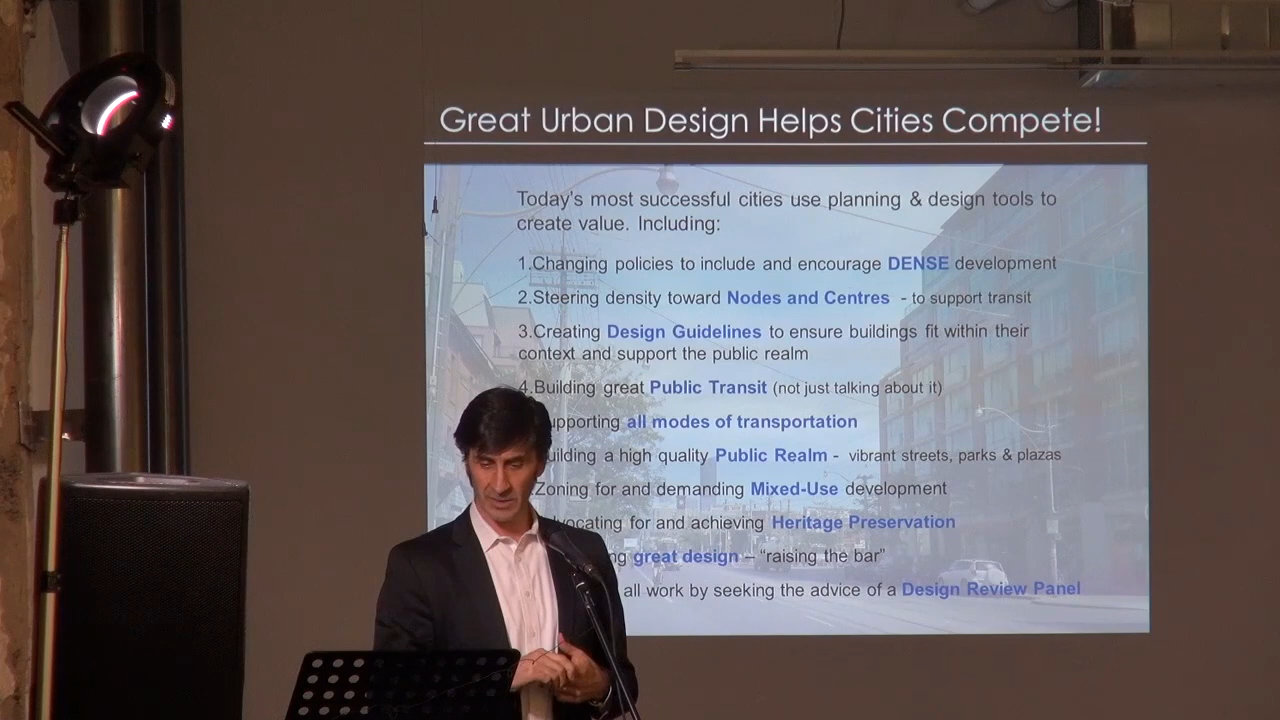 Great Urban Design Helps Cities Compete!
Today's most successful cities use planning & design tools to
create value. Including:
1.Changing policies to include and encourage DENSE development
2.Steering density toward Nodes and Centres - to support transit
3.Creating Design Guidelines to ensure buildings fit within their
context and support the public realm
4.Building great Public Transit (not just talking about it)
upporting all modes of transportation
uilding a high quality Public Realm - vibrant streets, parks & plazas
Zoning for and demanding Mixed-Use development
dvocating for and achieving Heritage Preservation
ng great design – “raising the bar”
all work by seeking the advice of a Design Review Panel